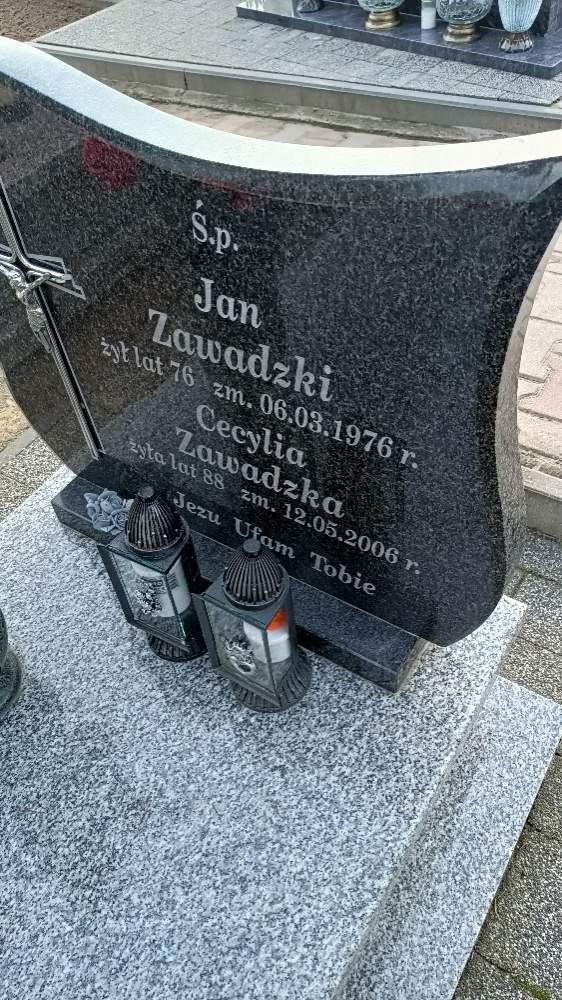 Ś.p.
Jan
Zawadzki
żył lat 76 zm. 06.03.1976 r.
Cecylia
Zawadzka
żyła lat 88 zm. 12.05.2006 r.
Jezu Ufam Tobie